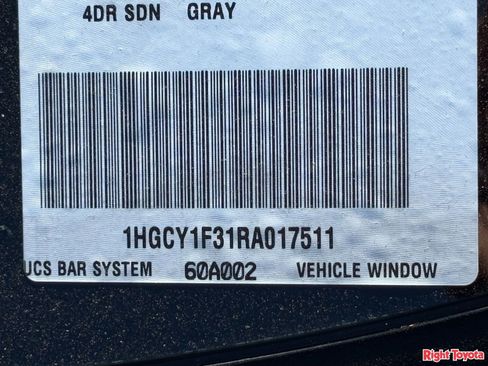 4DR SDN GRAY
1HGCY1F31RA017511
UCS BAR SYSTEM 60A002 VEHICLE WINDOW
Right Toyota